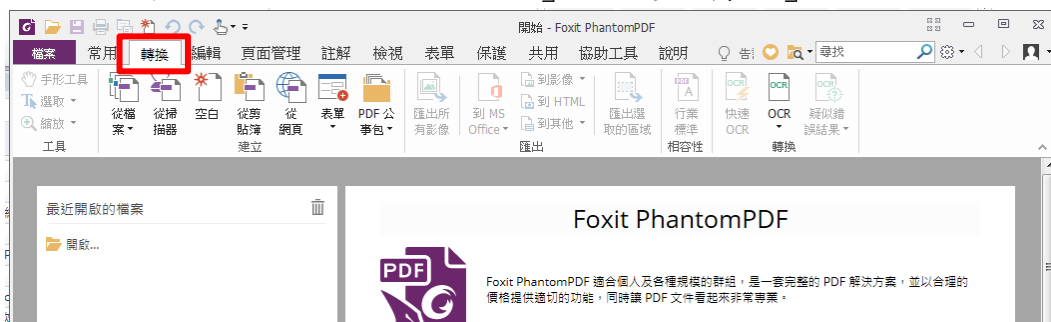 開始 - Foxit PhantomPDF
檔案 常用 轉換 編輯 頁面管理 註解 檢視 表單 保護 共用 協助工具 說明 告 尋找
手形工具
選取
縮放
工具
從檔案
從掃描器
空白
從剪貼簿
從網頁
表單
PDF 公事包
建立
匯出所有影像
到 MS Office
到影像
到 HTML
到其他
匯出選取的區域
匯出
PDF/A
行業標準
相容性
OCR
快速 OCR
OCR
OCR
OCR
疑似錯誤結果
轉換
最近開啟的檔案
開啟...
Foxit PhantomPDF
PDF
Foxit PhantomPDF 適合個人及各種規模的群組，是一套完整的 PDF 解決方案，並以合理的
價格提供適切的功能，同時讓 PDF 文件看起來非常專業。